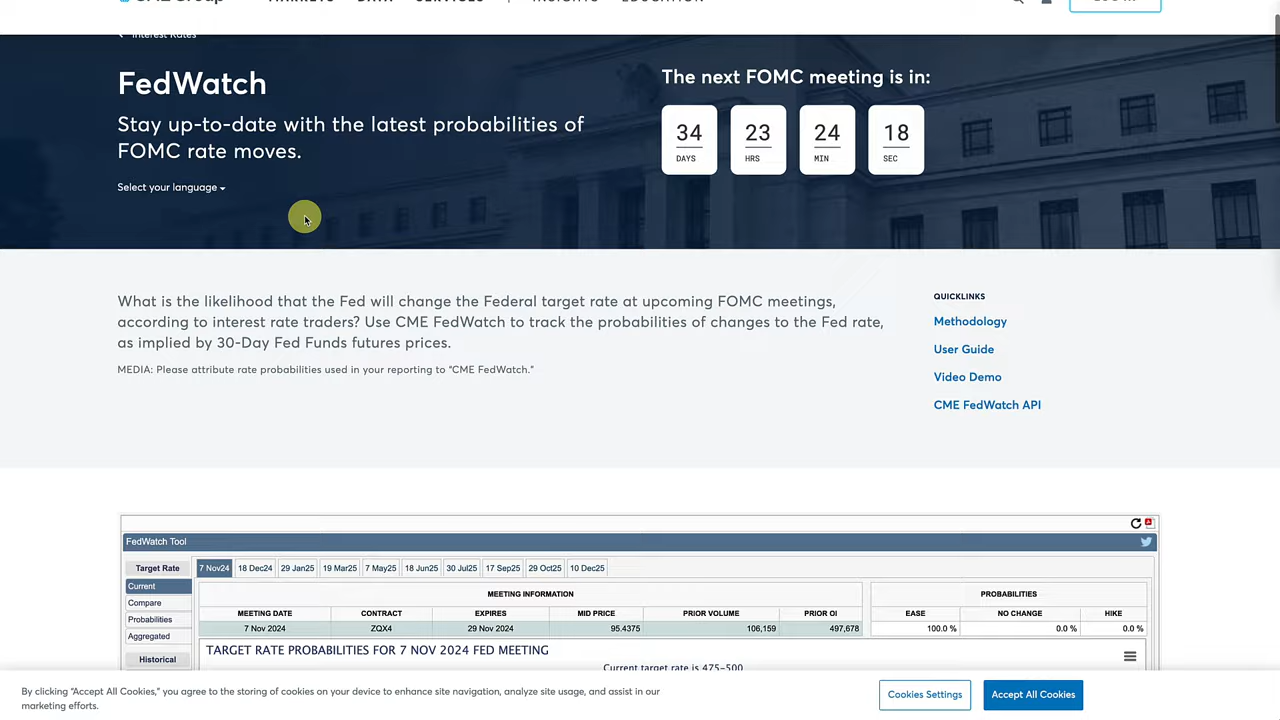 CME Group
MARKETS DATA SERVICES | INSIGHTS EDUCATION
Interest Rates
FedWatch
Stay up-to-date with the latest probabilities of
FOMC rate moves.
Select your language
The next FOMC meeting is in:
34 23 24 18
DAYS HRS MIN SEC
What is the likelihood that the Fed will change the Federal target rate at upcoming FOMC meetings,
according to interest rate traders? Use CME FedWatch to track the probabilities of changes to the Fed rate,
as implied by 30-Day Fed Funds futures prices.
MEDIA: Please attribute rate probabilities used in your reporting to “CME FedWatch.”
QUICKLINKS
Methodology
User Guide
Video Demo
CME FedWatch API
FedWatch Tool
Target Rate
Current
Compare
Probabilities
Aggregated
Historical
7 Nov24 18 Dec24 29 Jan25 19 Mar25 7 May25 18 Jun25 30 Jul25 17 Sep25 29 Oct25 10 Dec25
MEETING INFORMATION
MEETING DATE CONTRACT EXPIRES MID PRICE PRIOR VOLUME PRIOR OI
7 Nov 2024 ZQX4 29 Nov 2024 95.4375 106,159 497,678
PROBABILITIES
EASE NO CHANGE HIKE
100.0 % 0.0 % 0.0 %
TARGET RATE PROBABILITIES FOR 7 NOV 2024 FED MEETING
Current target rate is 475–500
By clicking “Accept All Cookies,” you agree to the storing of cookies on your device to enhance site navigation, analyze site usage, and assist in our
marketing efforts.
Cookies Settings
Accept All Cookies